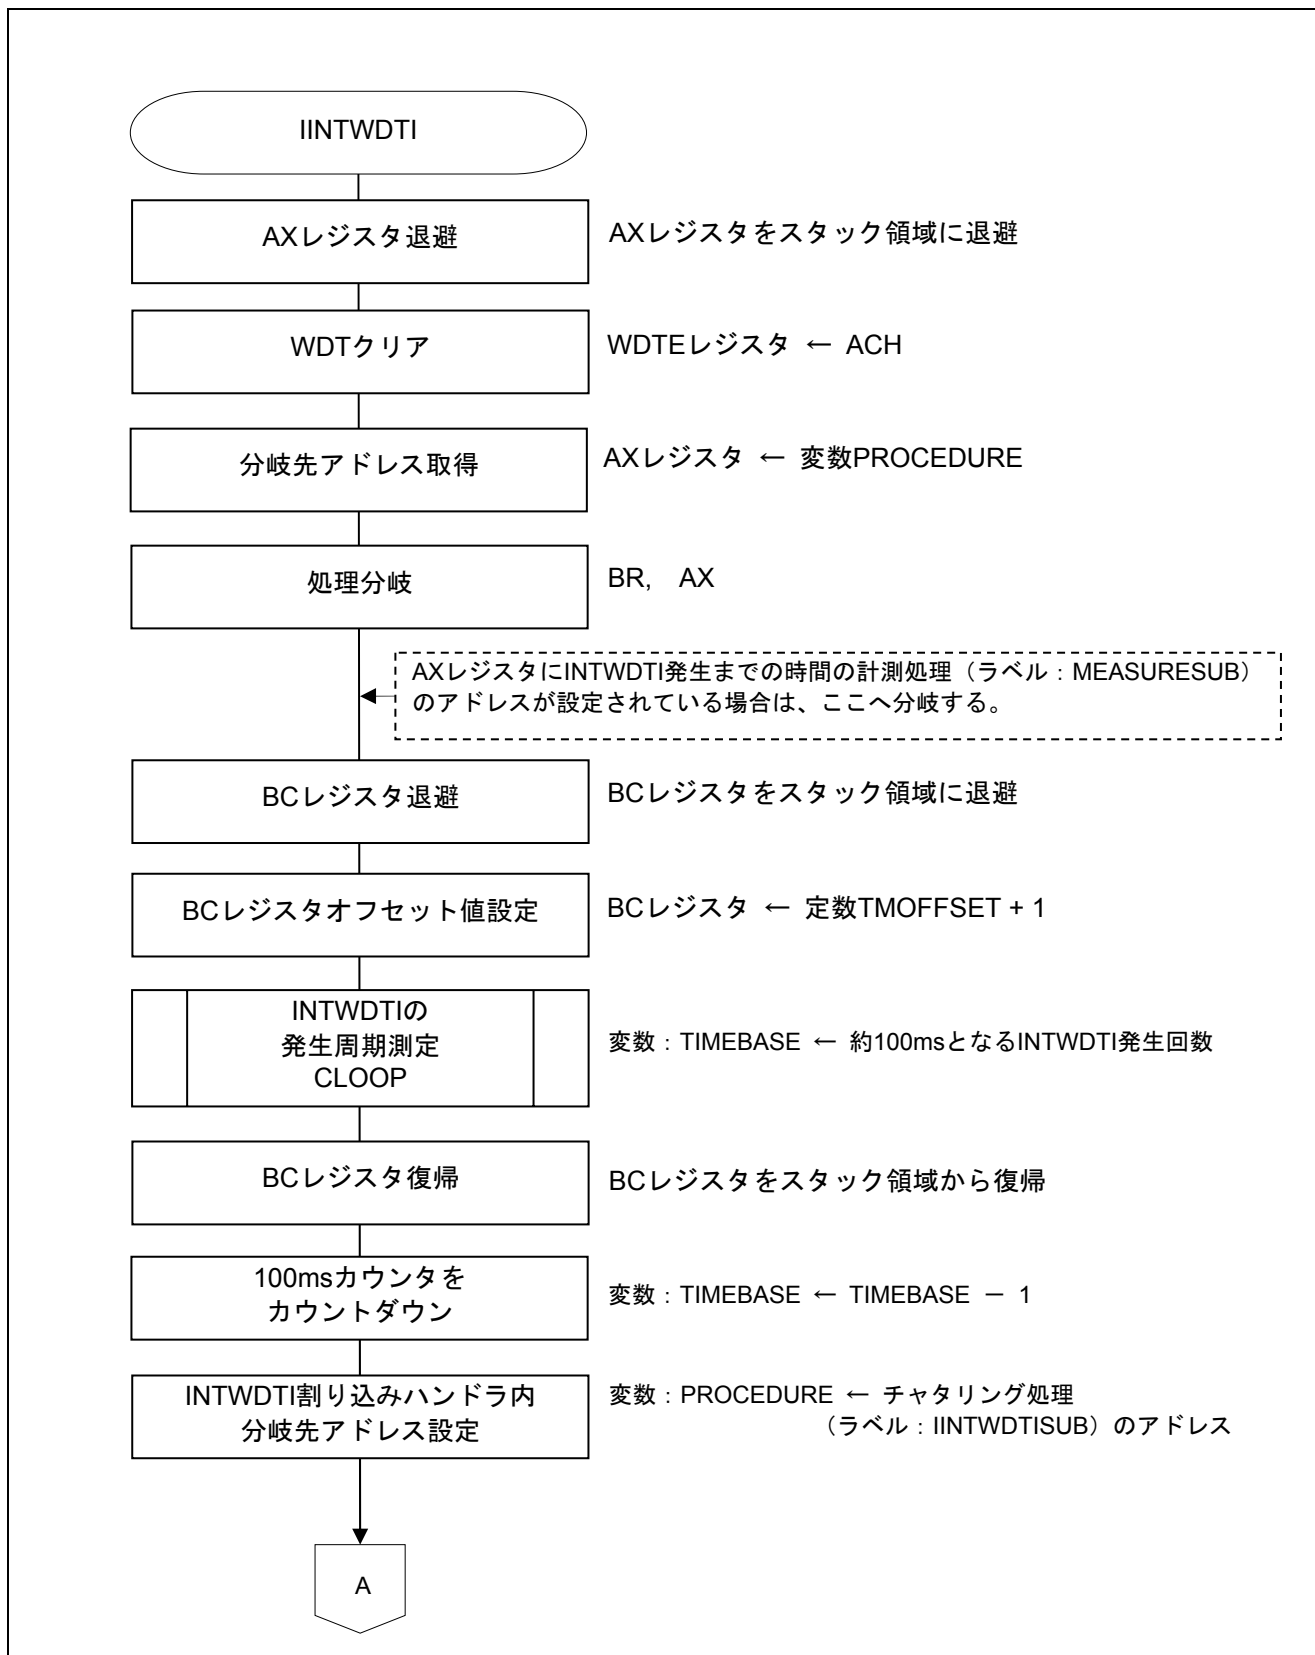 IINTWDTI
AXレジスタ退避
AXレジスタをスタック領域に退避
WDTクリア
WDTEレジスタ ← ACH
分岐先アドレス取得
AXレジスタ ← 変数PROCEDURE
処理分岐
BR, AX
AXレジスタにINTWDTI発生までの時間の計測処理（ラベル：MEASURESUB）
のアドレスが設定されている場合は、ここへ分岐する。
BCレジスタ退避
BCレジスタをスタック領域に退避
BCレジスタオフセット値設定
BCレジスタ ← 定数TMOFFSET + 1
INTWDTIの
発生周期測定
CLOOP
変数：TIMEBASE ← 約100msとなるINTWDTI発生回数
BCレジスタ復帰
BCレジスタをスタック領域から復帰
100msカウンタを
カウントダウン
変数：TIMEBASE ← TIMEBASE － 1
INTWDTI割り込みハンドラ内
分岐先アドレス設定
変数：PROCEDURE ← チャタリング処理
（ラベル：IINTWDTISUB）のアドレス
A